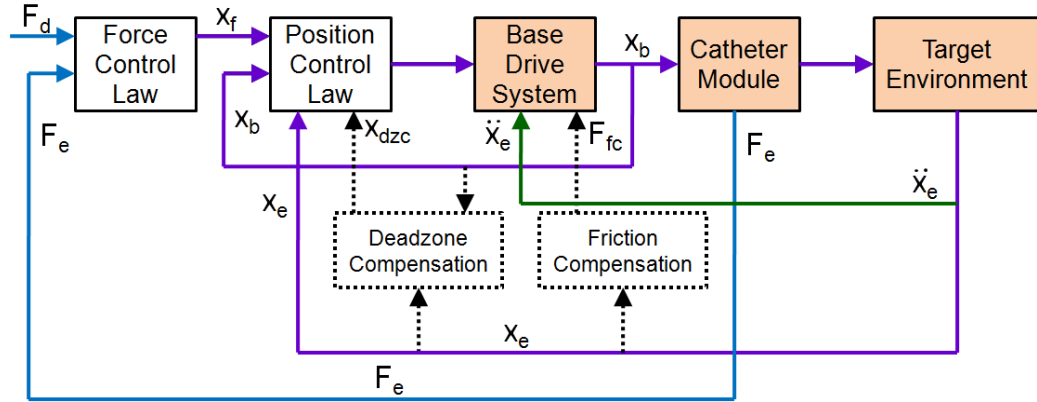 F_d
Force
Control
Law
x_f
Position
Control
Law
Base
Drive
System
x_b
Catheter
Module
Target
Environment
F_e
x_b
x_dzc
ẍ_e
F_fc
F_e
ẍ_e
x_e
Deadzone
Compensation
Friction
Compensation
x_e
F_e